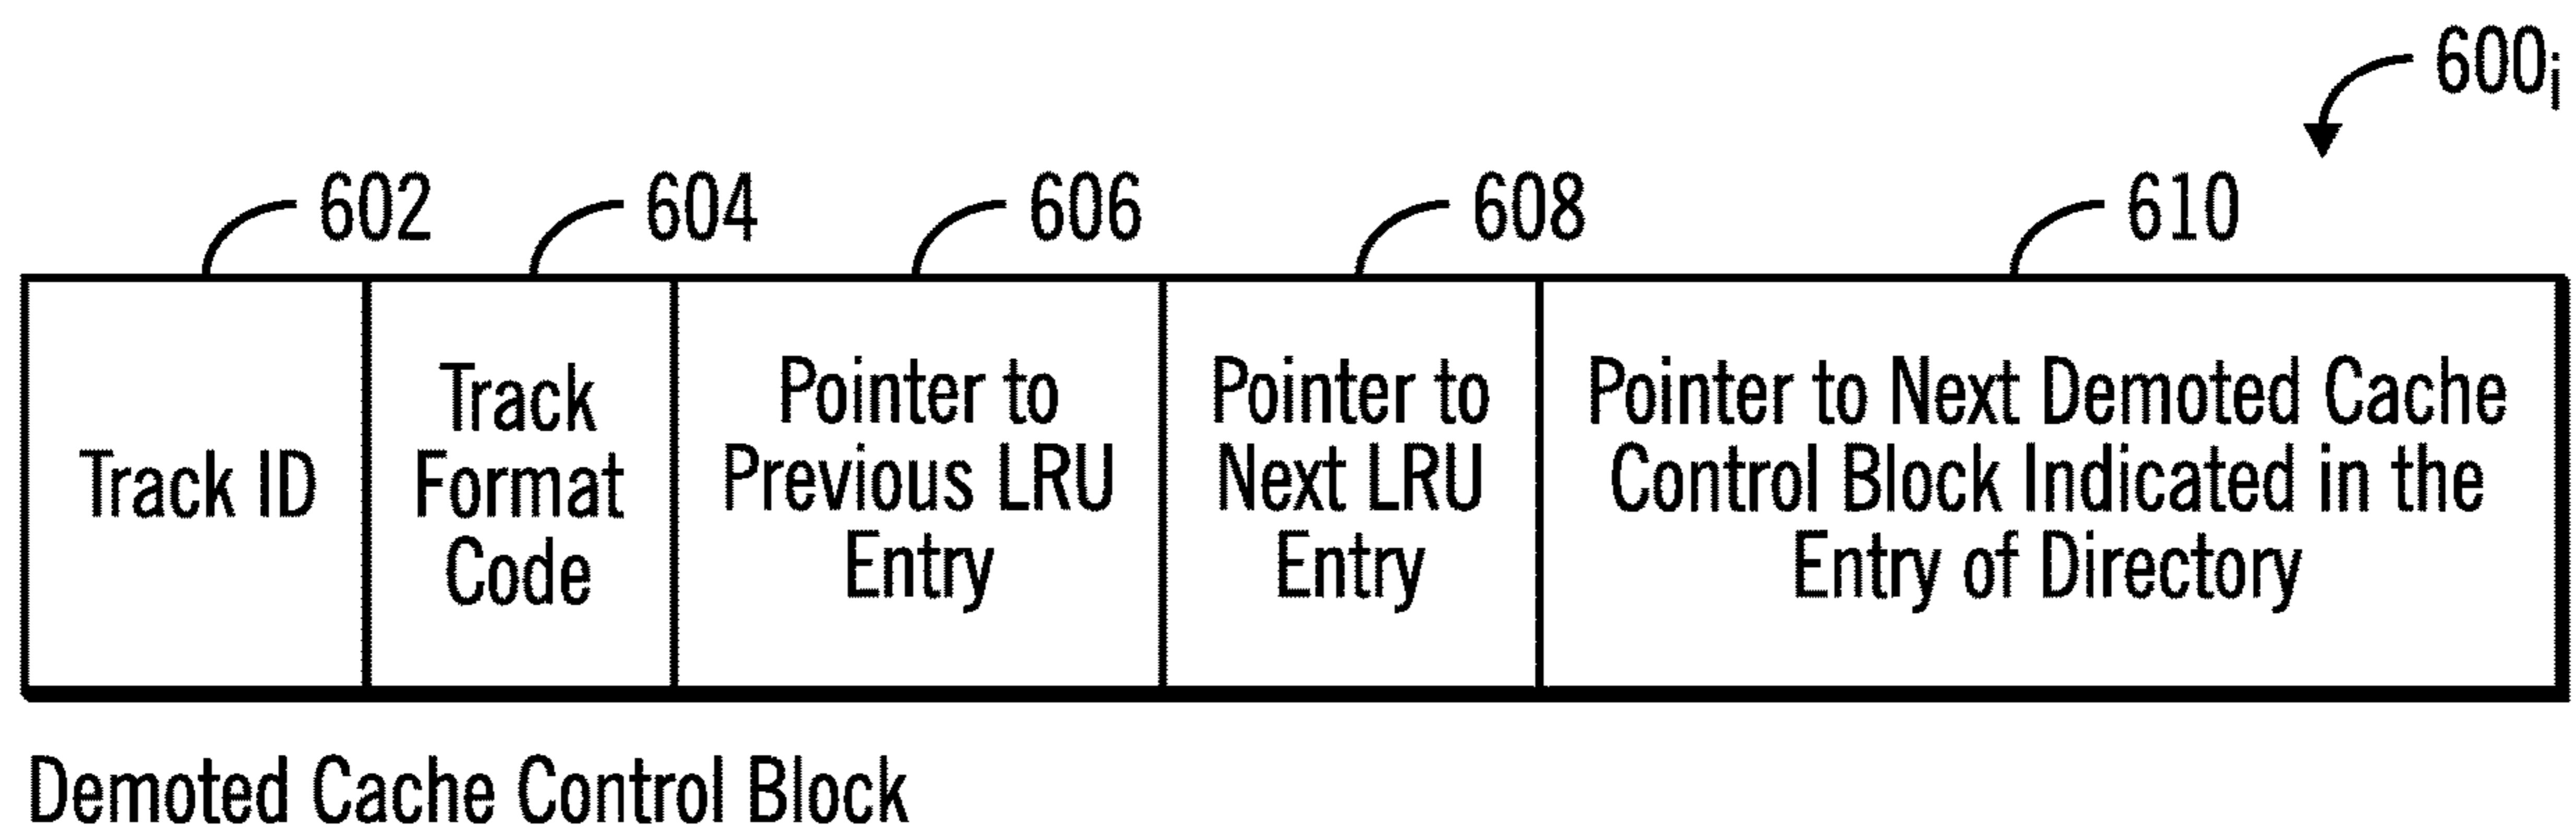 600i
602
604
606
608
610
Track ID
Track
Format
Code
Pointer to
Previous LRU
Entry
Pointer to
Next LRU
Entry
Pointer to Next Demoted Cache
Control Block Indicated in the
Entry of Directory
Demoted Cache Control Block